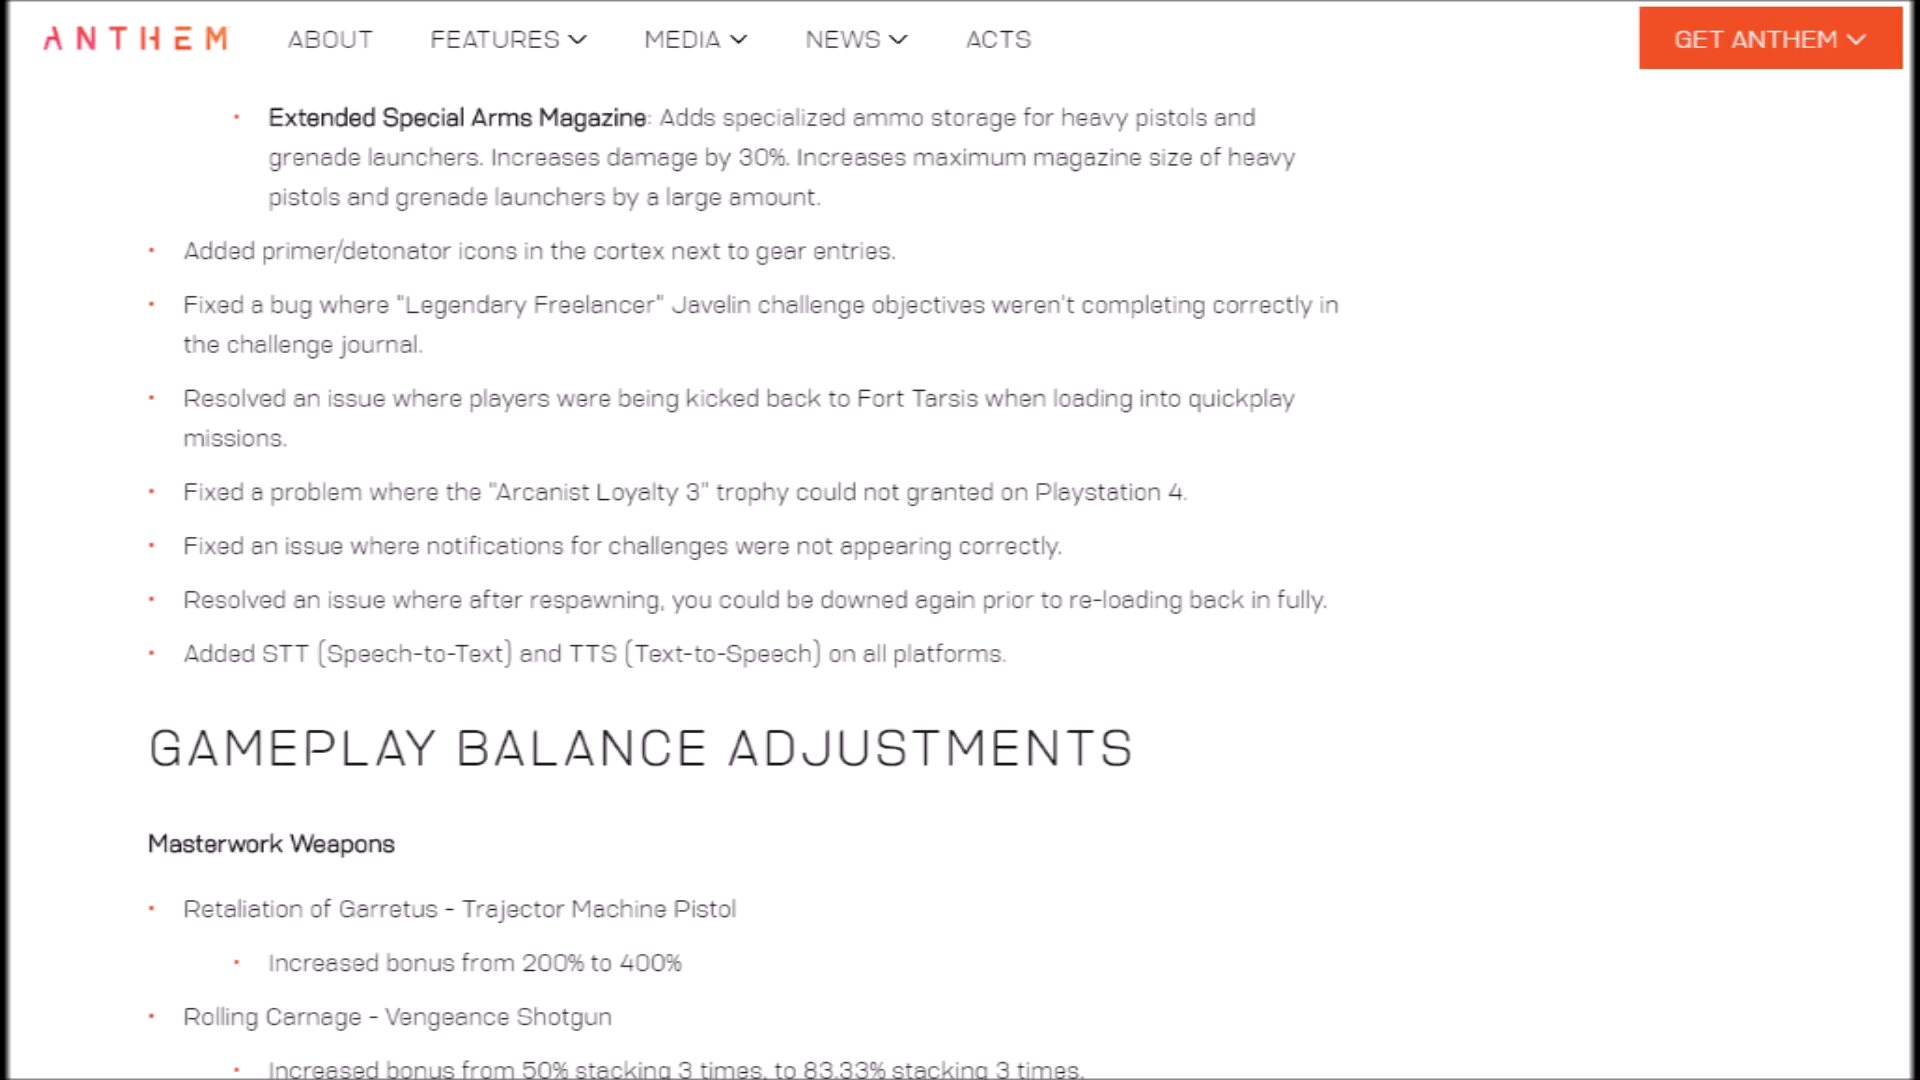 ANTHEM ABOUT FEATURES MEDIA NEWS ACTS GET ANTHEM
Extended Special Arms Magazine: Adds specialized ammo storage for heavy pistols and
grenade launchers. Increases damage by 30%. Increases maximum magazine size of heavy
pistols and grenade launchers by a large amount.
Added primer/detonator icons in the cortex next to gear entries.
Fixed a bug where "Legendary Freelancer" Javelin challenge objectives weren't completing correctly in
the challenge journal.
Resolved an issue where players were being kicked back to Fort Tarsis when loading into quickplay
missions.
Fixed a problem where the "Arcanist Loyalty 3" trophy could not granted on Playstation 4.
Fixed an issue where notifications for challenges were not appearing correctly.
Resolved an issue where after respawning, you could be downed again prior to re-loading back in fully.
Added STT (Speech-to-Text) and TTS (Text-to-Speech) on all platforms.
GAMEPLAY BALANCE ADJUSTMENTS
Masterwork Weapons
Retaliation of Garretus - Trajector Machine Pistol
Increased bonus from 200% to 400%
Rolling Carnage - Vengeance Shotgun
Increased bonus from 50% stacking 3 times, to 83.33% stacking 3 times.